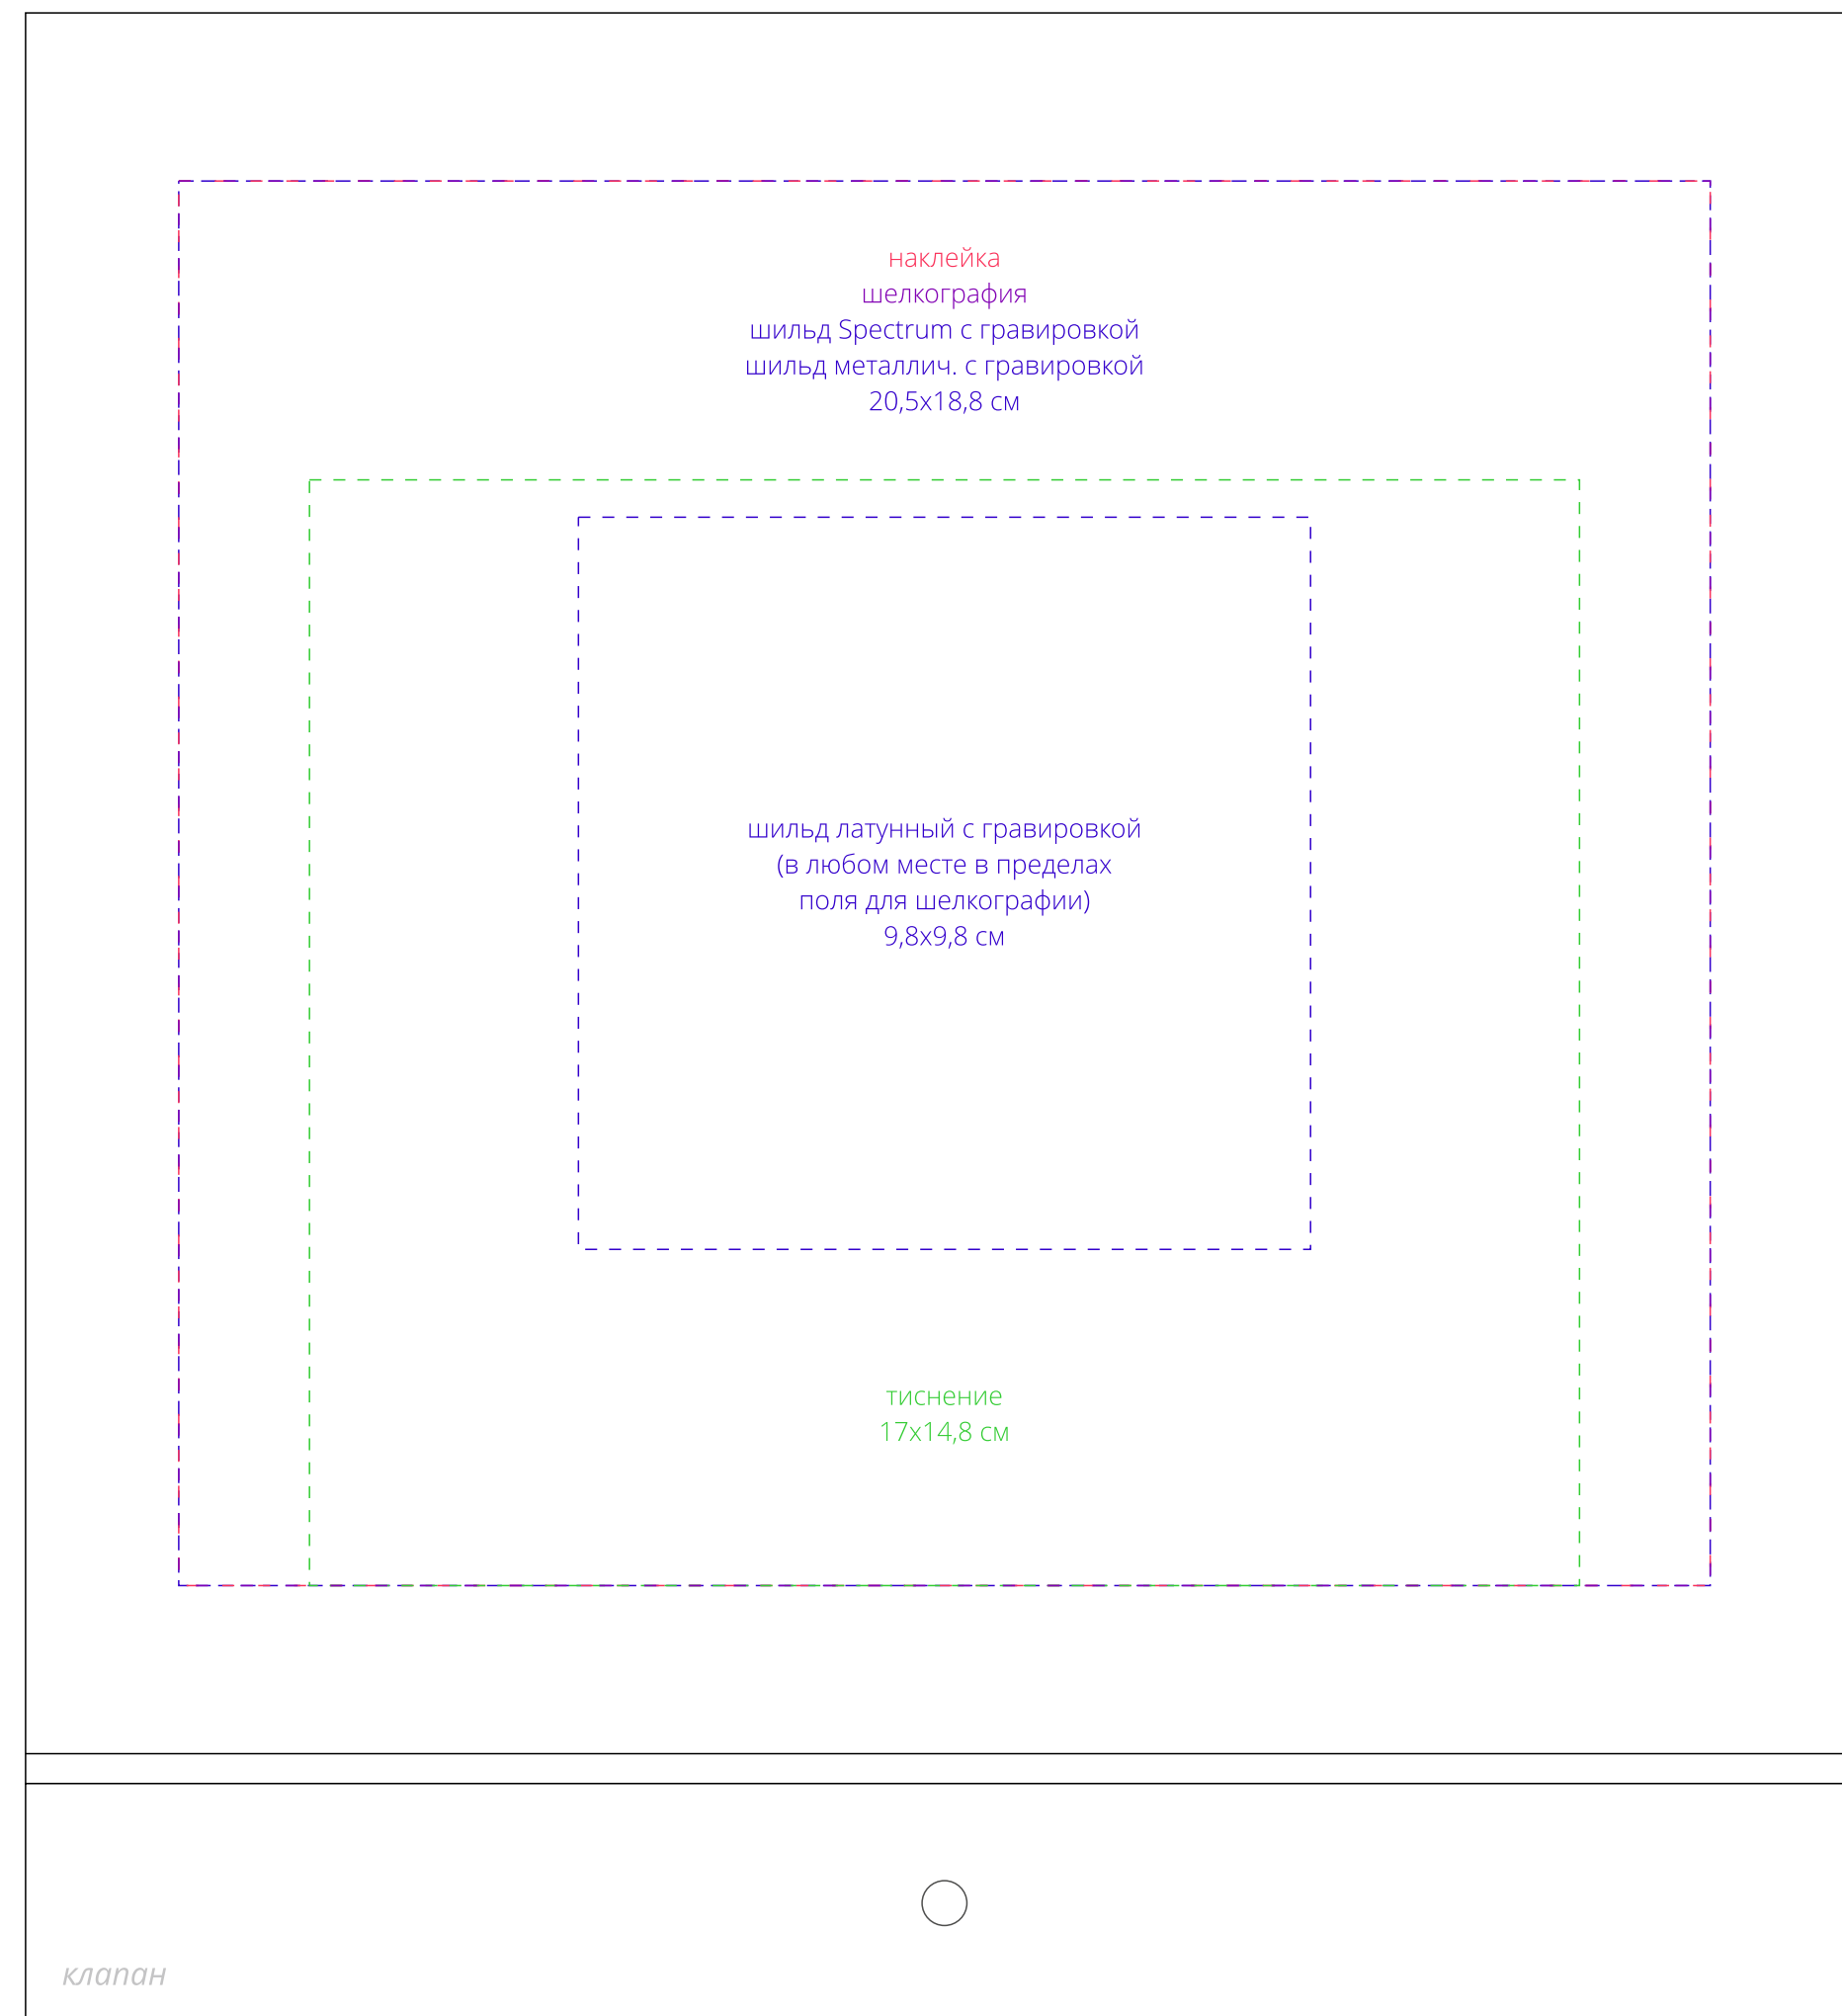 наклейка
шелкография
шильд Spectrum с гравировкой
шильд металлич. с гравировкой
20,5x18,8 см
шильд латунный с гравировкой
(в любом месте в пределах
поля для шелкографии)
9,8x9,8 см
тиснение
17x14,8 см
клапан